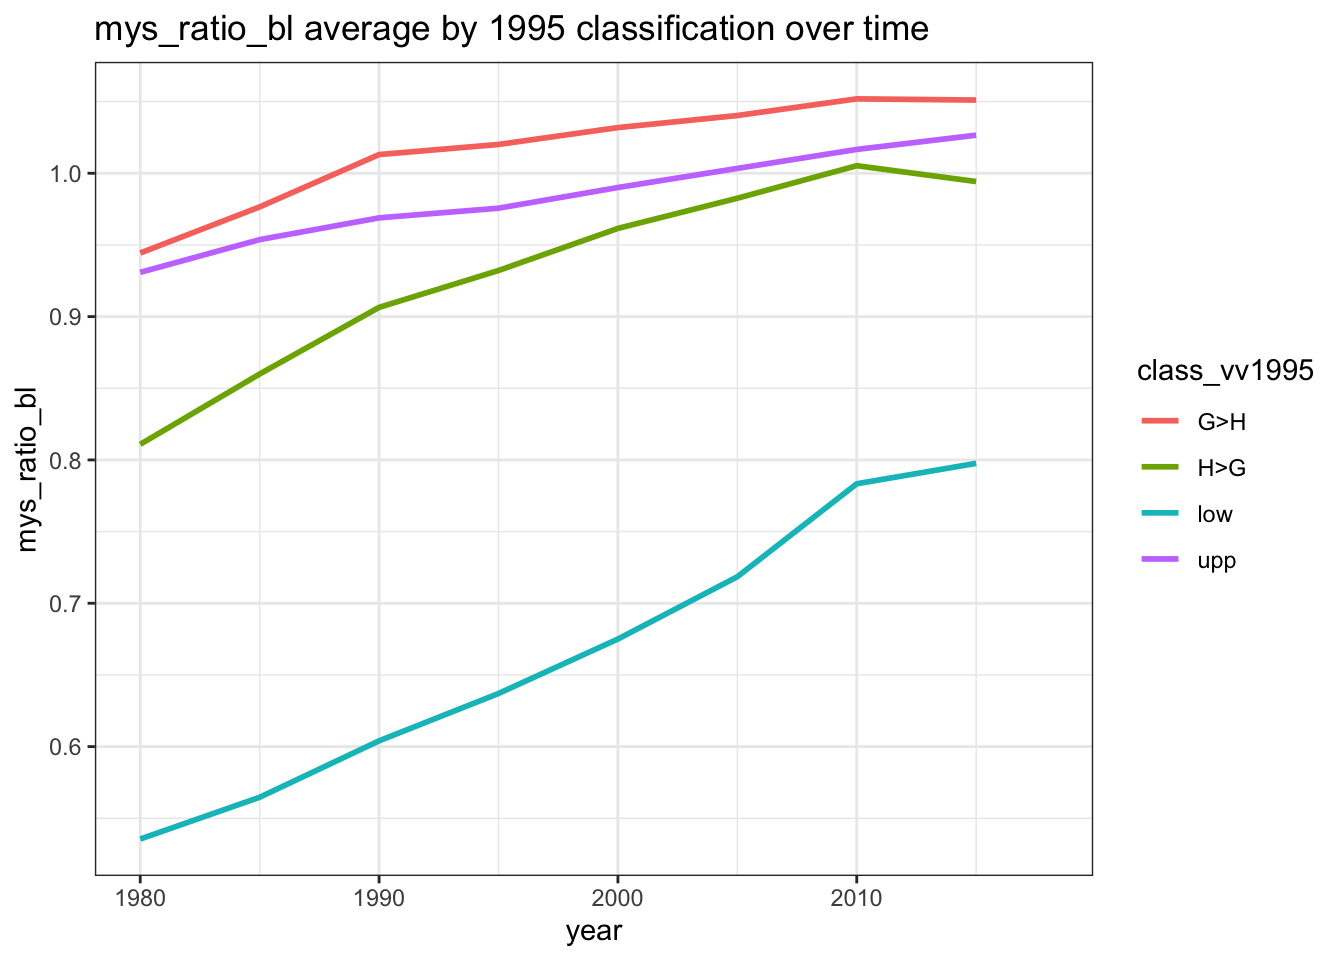 mys_ratio_bl average by 1995 classification over time
mys_ratio_bl
1.0
0.9
0.8
0.7
0.6
1980
1990
2000
2010
year
class_vv1995
G>H
H>G
low
upp